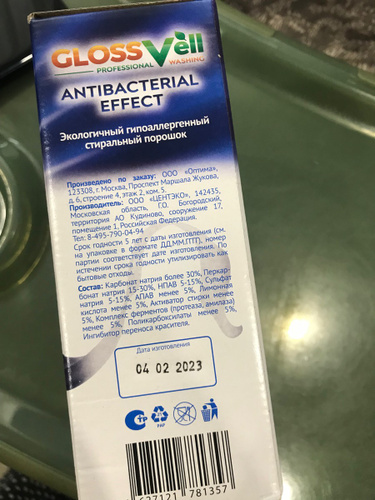 GLOSSVëll
PROFESSIONAL WASHING
ANTIBACTERIAL
EFFECT
Экологичный гипоаллергенный
стиральный порошок
Произведено по заказу: ООО «Оптима»,
123308, г. Москва, Проспект Маршала Жукова,
д. 6, строение 4, этаж 2, ком 5.
Производитель: ООО «ЦЕНТЭКО», 142435,
Московская область, Г.О. Богородский,
территория АО Кудиново, сооружение 17,
помещение 1, Российская Федерация.
Тел: 8-495-790-04-94
Срок годности 5 лет с даты изготовления (см.
на упаковке в формате ДД.ММ.ГГГГ), номер
партии соответствует дате изготовления. По
истечении срока годности утилизировать как
бытовые отходы.
Состав: Карбонат натрия более 30%, Перкар-
бонат натрия 15-30%, НПАВ 5-15%, Сульфат
натрия 5-15%, АПАВ менее 5%, Лимонная
кислота менее 5%, Активатор стирки менее
5%, Комплекс ферментов (протеаза, амилаза)
менее 5%, Поликарбоксилаты менее 5%,
Ингибитор переноса красителя.
Дата изготовления
04 02 2023
СТР
PAP
627121 781357